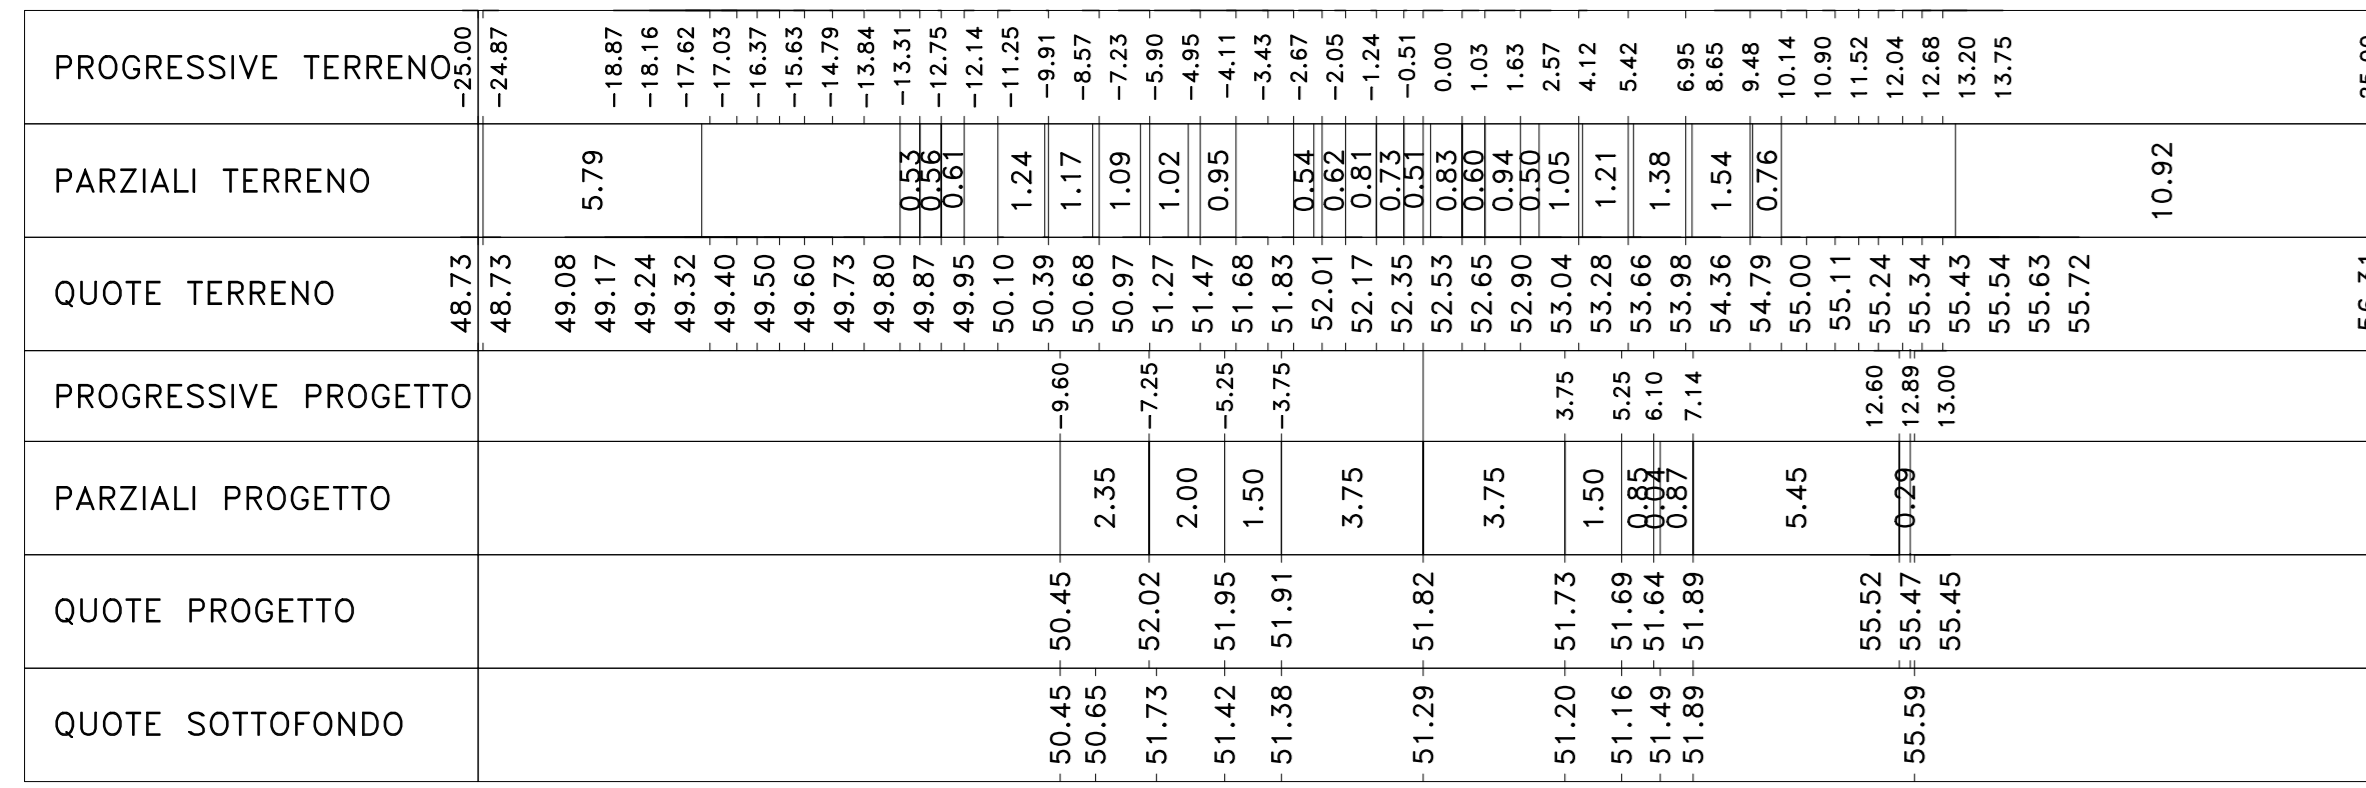 PROGRESSIVE TERRENO -25.00 -24.87 -18.87 -18.16 -17.62 -17.03 -16.37 -15.63 -14.79 -13.84 -13.31 -12.75 -12.14 -11.25 -9.91 -8.57 -7.23 -5.90 -4.95 -4.11 -3.43 -2.67 -2.05 -1.24 -0.51 0.00 1.03 1.63 2.57 4.12 5.42 6.95 8.65 9.48 10.14 10.90 11.52 12.04 12.68 13.20 13.75
PARZIALI TERRENO 5.79 0.53 0.56 0.61 1.24 1.17 1.09 1.02 0.95 0.54 0.62 0.81 0.73 0.51 0.83 0.60 0.94 0.50 1.05 1.21 1.38 1.54 0.76 10.92
QUOTE TERRENO 48.73 48.73 49.08 49.17 49.24 49.32 49.40 49.50 49.60 49.73 49.80 49.87 49.95 50.10 50.39 50.68 50.97 51.27 51.47 51.68 51.83 52.01 52.17 52.35 52.53 52.65 52.90 53.04 53.28 53.66 53.98 54.36 54.79 55.00 55.11 55.24 55.34 55.43 55.54 55.63 55.72
PROGRESSIVE PROGETTO -9.60 -7.25 -5.25 -3.75 3.75 5.25 6.10 7.14 12.60 12.89 13.00
PARZIALI PROGETTO 2.35 2.00 1.50 3.75 3.75 1.50 0.85 0.04 0.87 5.45 0.29
QUOTE PROGETTO 50.45 52.02 51.95 51.91 51.82 51.73 51.69 51.64 51.89 55.52 55.47 55.45
QUOTE SOTTOFONDO 50.45 50.65 51.73 51.42 51.38 51.29 51.20 51.16 51.49 51.89 55.59